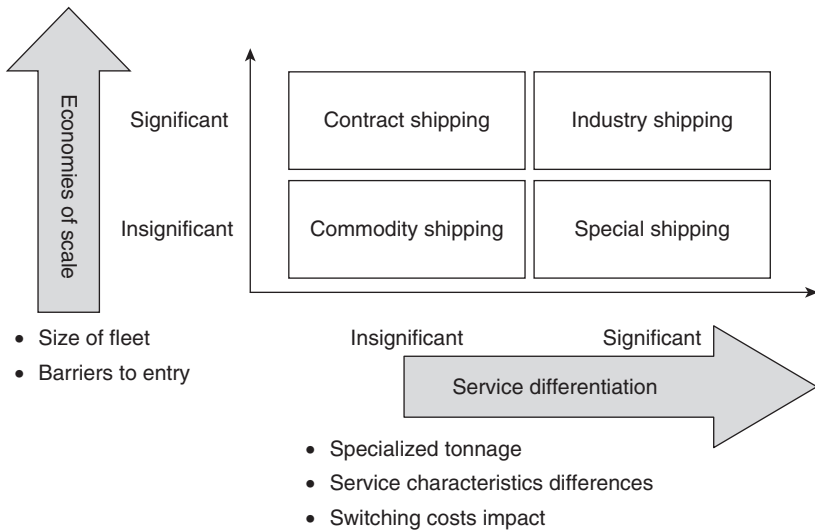 Economies of scale
Significant
Contract shipping
Industry shipping
Insignificant
Commodity shipping
Special shipping
• Size of fleet
• Barriers to entry
Insignificant
Significant
Service differentiation
• Specialized tonnage
• Service characteristics differences
• Switching costs impact